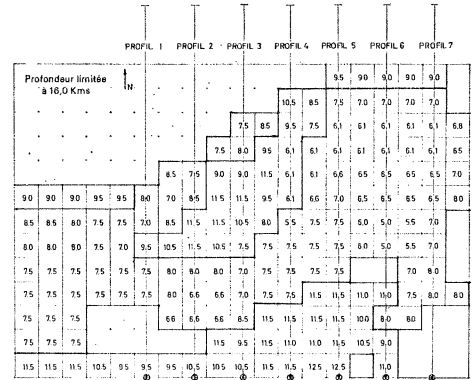 PROFIL 1 PROFIL 2 PROFIL 3 PROFIL 4 PROFIL 5 PROFIL 6 PROFIL 7
Profondeur limitée
à 16,0 Kms
N
9.5 9.0 9.0 9.0 9.0
10.5 8.5 7.5 7.0 7.0 7.0 7.0
7.5 8.5 9.5 7.5 6.1 6.1 6.1 6.1 6.1 6.8
7.5 8.0 9.5 6.1 6.1 6.1 6.1 6.1 6.1 6.1 6.5
8.5 7.5 9.0 9.0 11.5 6.1 6.1 6.6 6.5 6.5 6.5 6.5 7.0
9.0 9.0 9.0 9.5 9.5 8.0 7.0 8.5 11.5 11.5 9.5 6.1 6.6 7.0 6.5 6.5 6.5 6.5 8.0
8.5 8.5 8.0 7.5 7.5 7.0 8.5 11.5 11.5 10.5 8.0 5.5 7.5 7.5 6.0 5.0 5.5 7.0
8.0 8.0 9.0 7.5 7.0 9.5 10.5 11.5 10.5 7.5 7.5 7.5 7.5 7.5 6.0 5.0 5.5 7.0
7.5 7.5 7.5 7.5 7.5 7.5 8.0 8.0 8.0 7.0 7.5 7.5 7.5 7.5 7.0 8.0
7.5 7.5 7.5 7.5 7.5 7.5 8.0 6.6 6.6 7.0 7.5 7.5 11.5 11.5 11.0 11.0 7.5 8.0 8.0
7.5 7.5 7.5 6.6 6.6 6.6 8.5 11.5 11.5 11.5 11.5 10.0 8.0 8.0
7.5 7.5 7.5 11.5 9.5 11.5 11.5 11.0 11.5 10.5 9.0
11.5 11.5 11.5 10.5 9.5 9.5 9.5 10.5 10.5 10.5 11.5 11.5 12.5 12.5 11.0